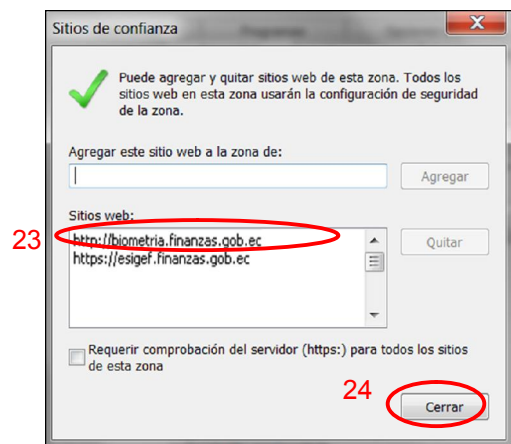 Sitios de confianza
Puede agregar y quitar sitios web de esta zona. Todos los
sitios web en esta zona usarán la configuración de seguridad
de la zona.
Agregar este sitio web a la zona de:
Agregar
Sitios web:
23
http://biometria.finanzas.gob.ec
Quitar
https://esigef.finanzas.gob.ec
Requerir comprobación del servidor (https:) para todos los sitios
de esta zona
24
Cerrar